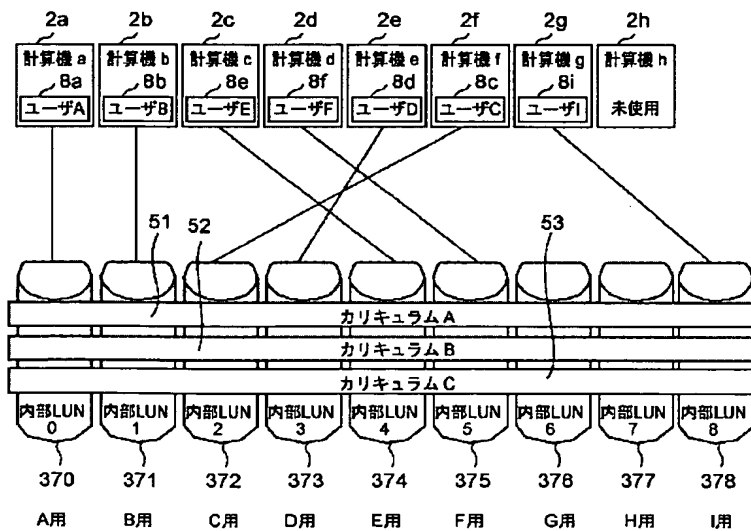 2a 2b 2c 2d 2e 2f 2g 2h
計算機 a 計算機 b 計算機 c 計算機 d 計算機 e 計算機 f 計算機 g 計算機 h
8a 8b 8e 8f 8d 8c 8i
ユーザA ユーザB ユーザE ユーザF ユーザD ユーザC ユーザI 未使用
51 52 53
カリキュラム A
カリキュラム B
カリキュラム C
内部LUN 内部LUN 内部LUN 内部LUN 内部LUN 内部LUN 内部LUN 内部LUN 内部LUN
0 1 2 3 4 5 6 7 8
370 371 372 373 374 375 378 377 378
A用 B用 C用 D用 E用 F用 G用 H用 I用